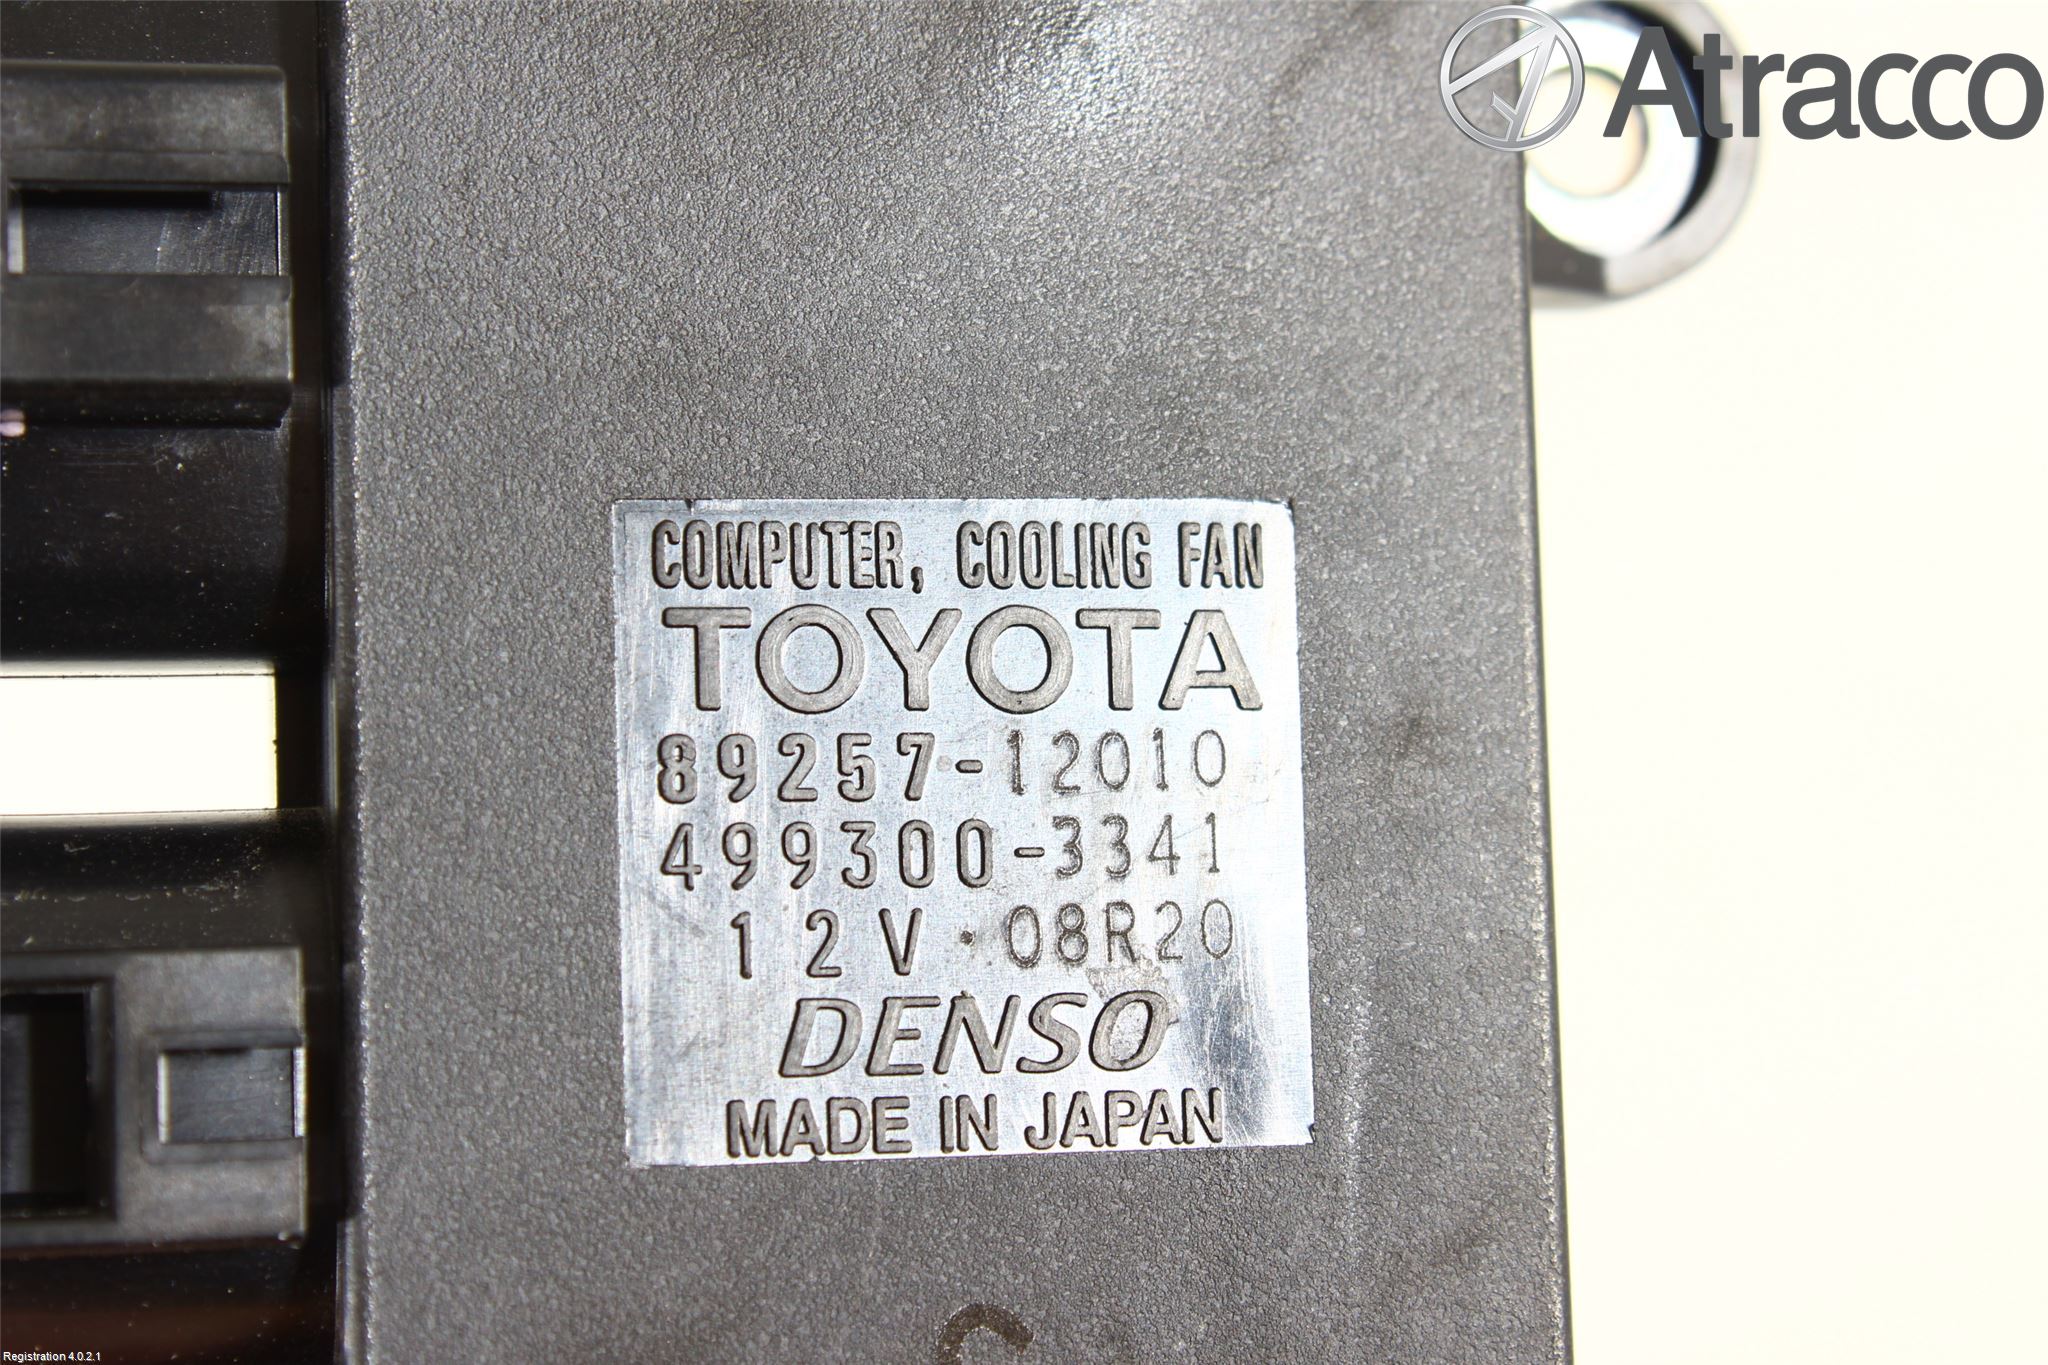 Atracco
COMPUTER, COOLING FAN
TOYOTA
89257-12010
499300-3341
12V 08R20
DENSO
MADE IN JAPAN
Registration 4.0.2.1